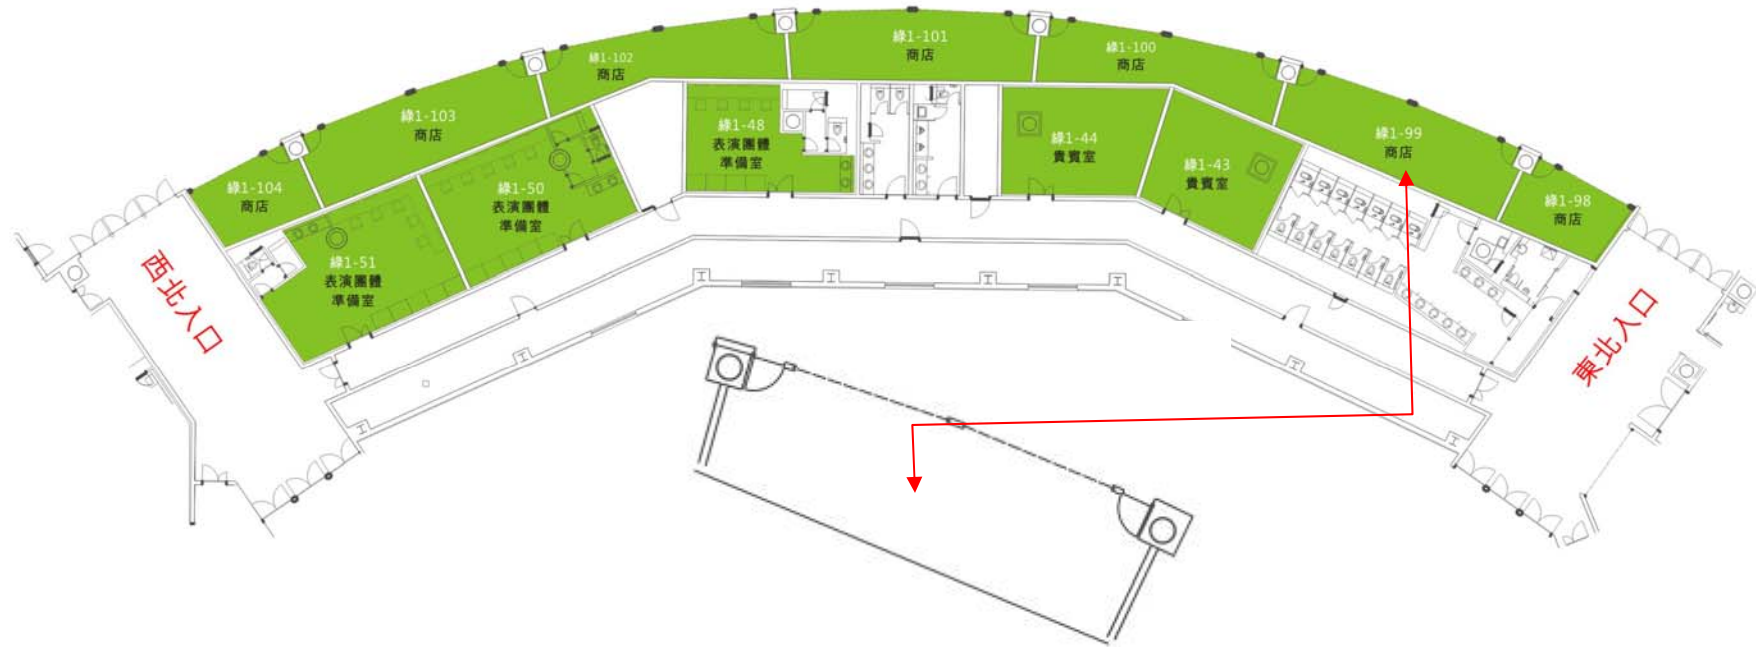 綠1-101
商店
綠1-100
商店
綠1-102
商店
綠1-103
商店
綠1-99
商店
綠1-104
商店
綠1-98
商店
綠1-48
表演團體
準備室
綠1-44
貴賓室
綠1-43
貴賓室
綠1-50
表演團體
準備室
綠1-51
表演團體
準備室
西北入口
東北入口